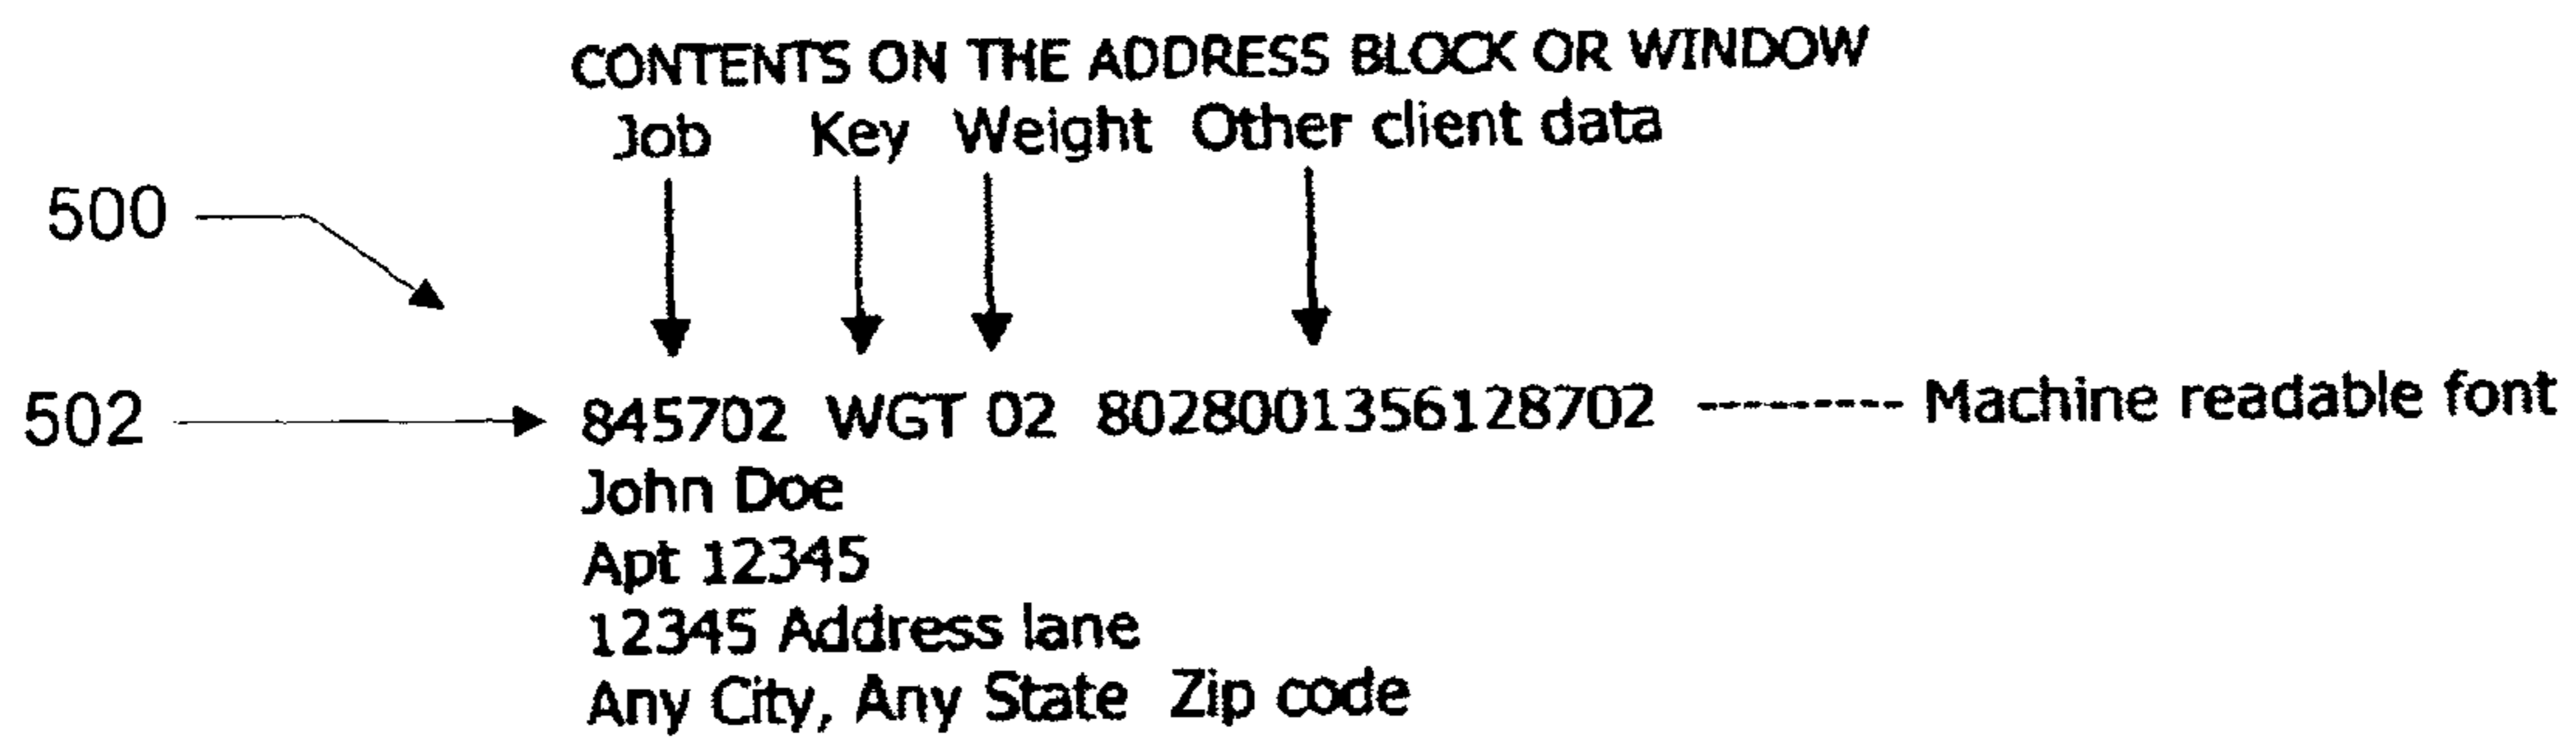 CONTENTS ON THE ADDRESS BLOCK OR WINDOW
Job Key Weight Other client data
500
502 845702 WGT 02 8028001356128702 --------- Machine readable font
John Doe
Apt 12345
12345 Address lane
Any City, Any State Zip code